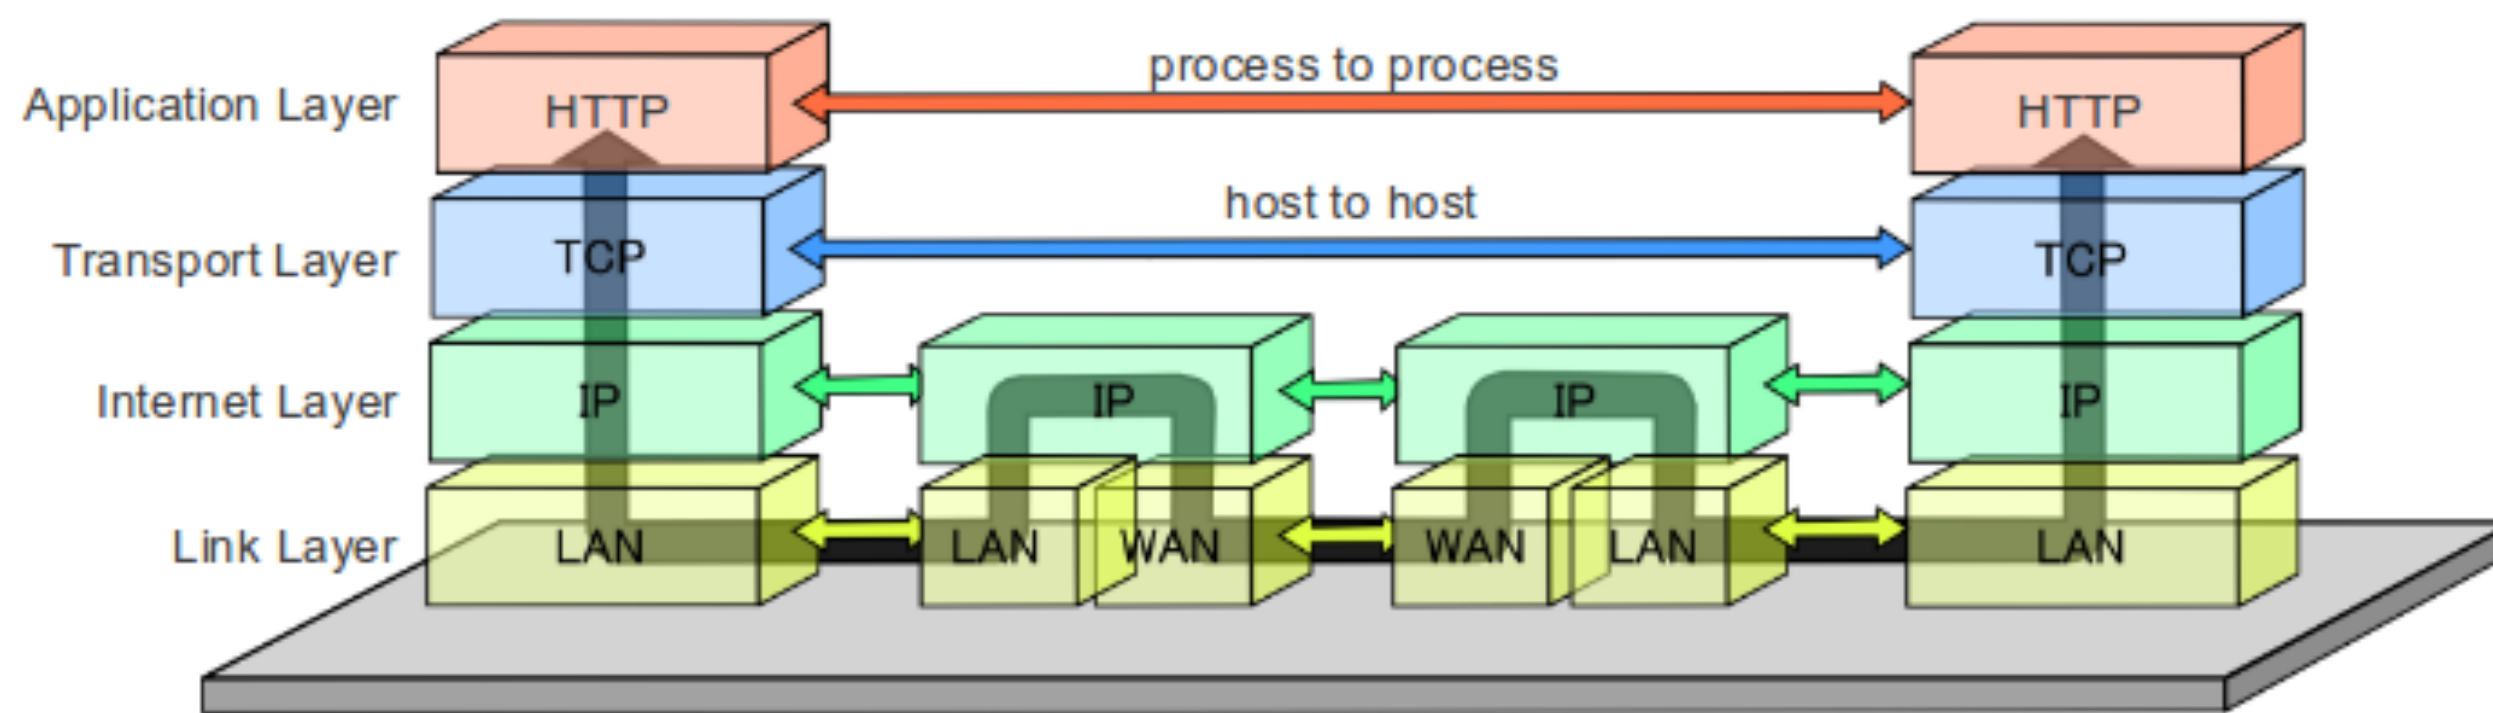 process to process
Application Layer HTTP HTTP
host to host
Transport Layer TCP TCP
Internet Layer IP IP IP IP
Link Layer LAN LAN WAN WAN LAN LAN